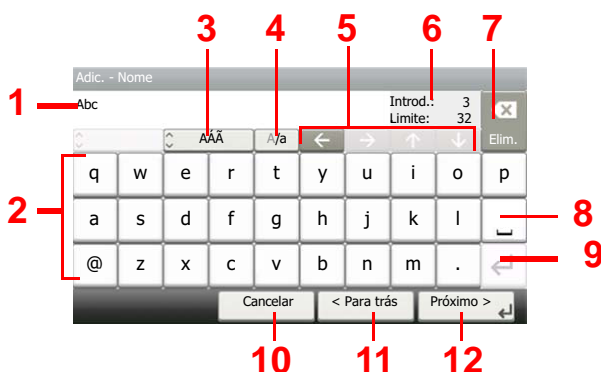 3 4 5 6 7
Adic. - Nome
1 Abc Introd.: 3
Limite: 32
AÁÃ A/a ← → ↑ ↓ Elim.
2
q w e r t y u i o p
a s d f g h j k l 8
@ z x c v b n m . 9
Cancelar < Para trás Próximo >
10 11 12